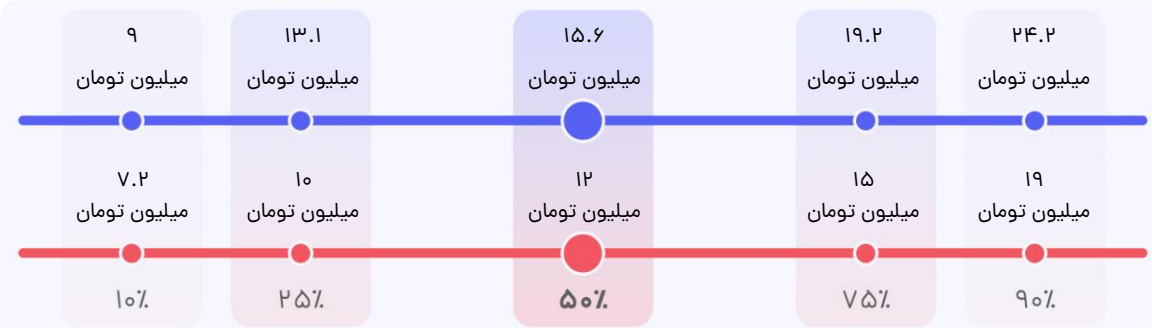 ۹ ۱۳.۱ ۱۵.۶ ۱۹.۲ ۲۴.۲
میلیون تومان میلیون تومان میلیون تومان میلیون تومان میلیون تومان
۷.۲ ۱۰ ۱۲ ۱۵ ۱۹
میلیون تومان میلیون تومان میلیون تومان میلیون تومان میلیون تومان
۱۰٪ ۲۵٪ ۵۰٪ ۷۵٪ ۹۰٪